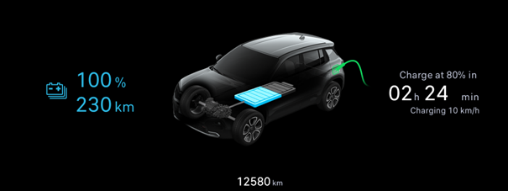 100 %
230 km
Charge at 80% in
02 h 24 min
Charging 10 km/h
12580 km